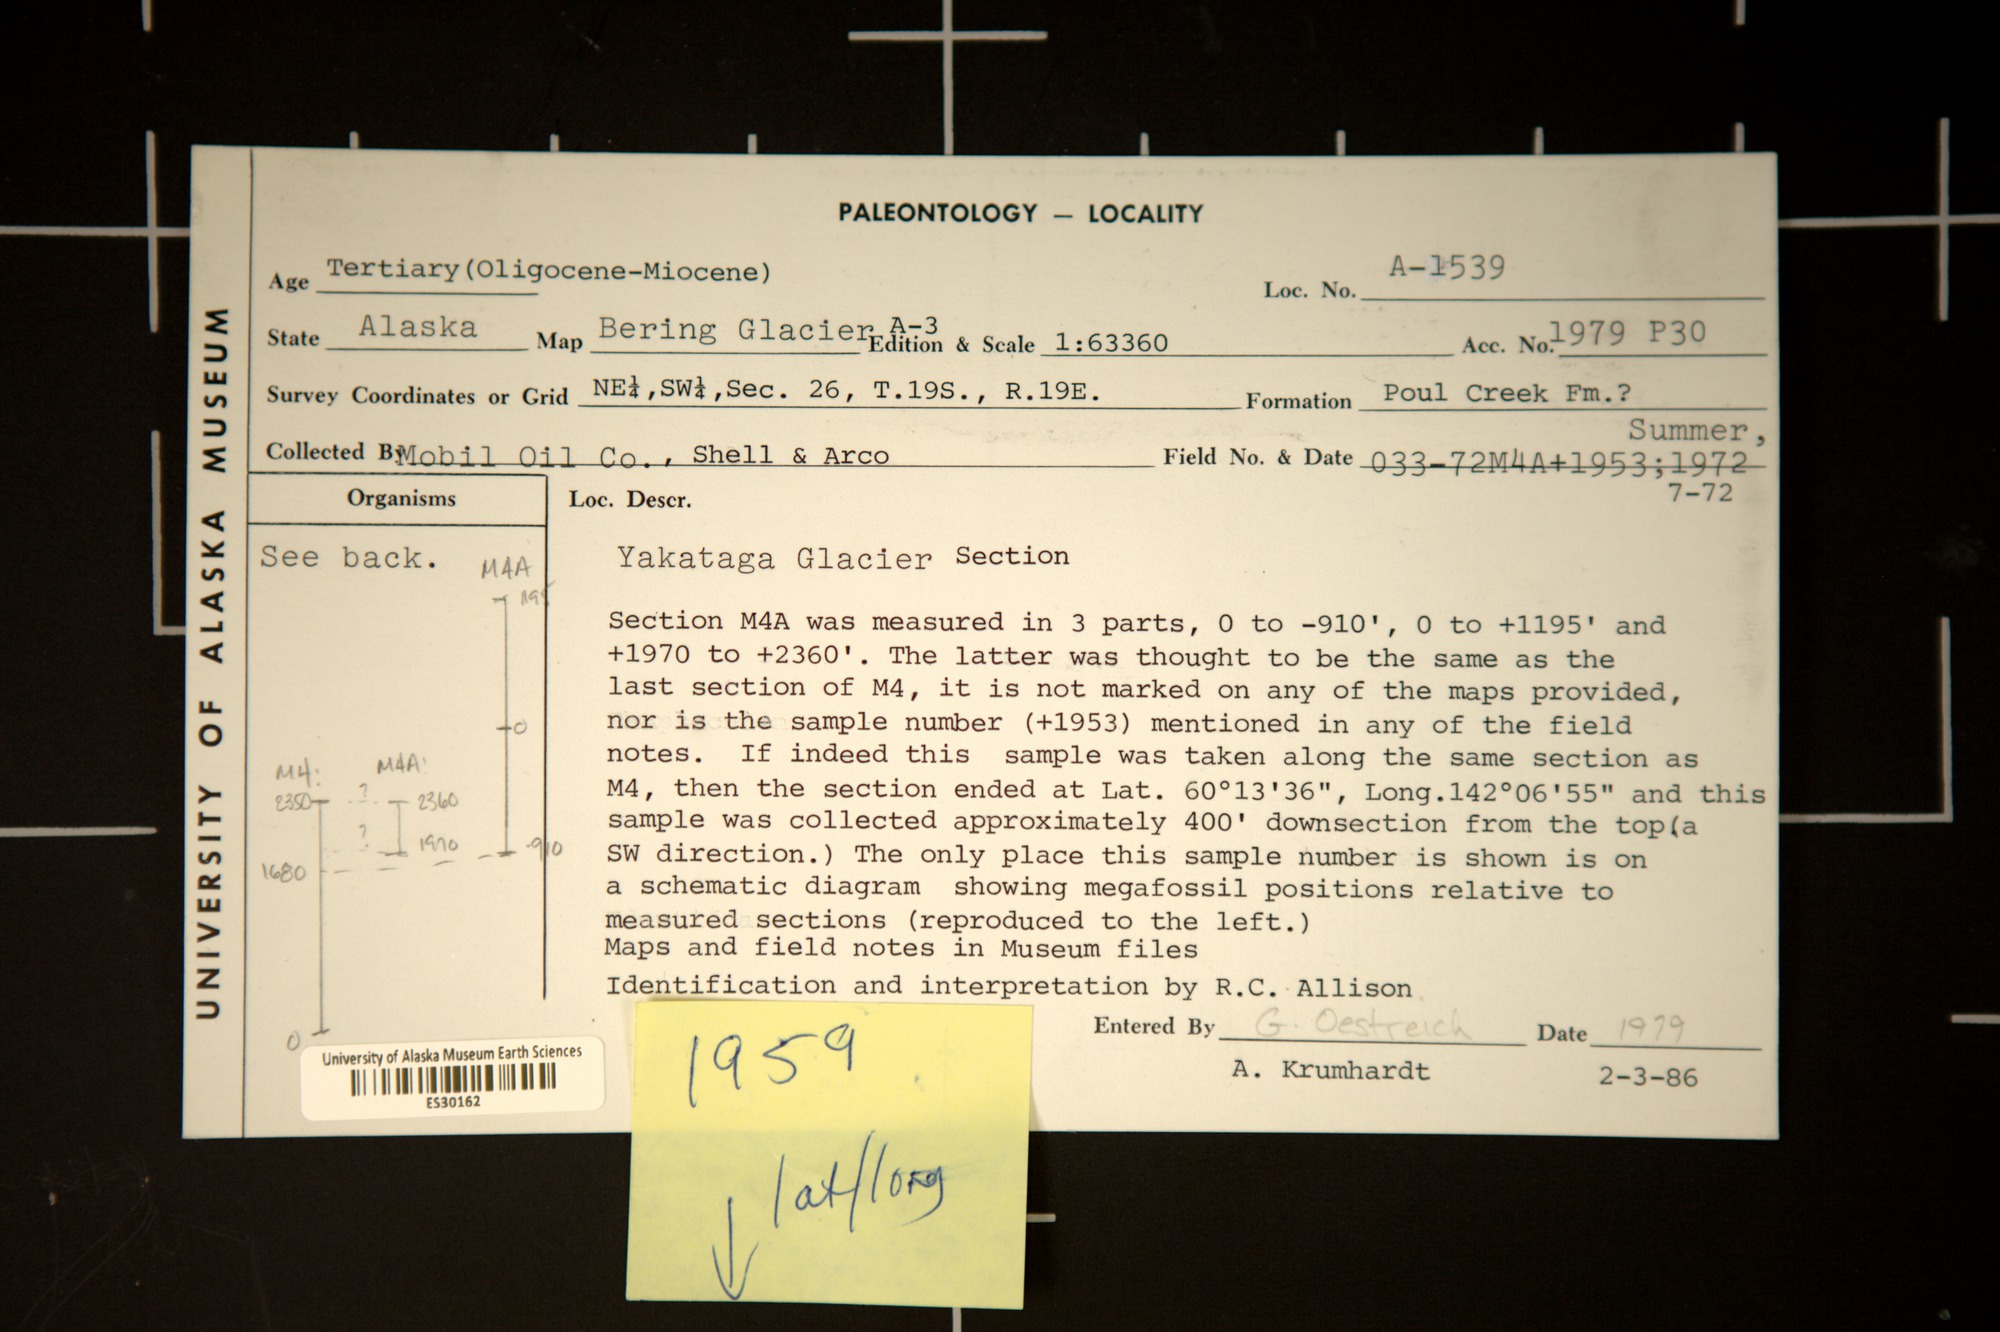 UNIVERSITY OF ALASKA MUSEUM
PALEONTOLOGY — LOCALITY
Age Tertiary(Oligocene-Miocene)
Loc. No. A-1539
State Alaska Map Bering Glacier A-3 Edition & Scale 1:63360 Acc. No. 1979 P30
Survey Coordinates or Grid NE¼,SW¼,Sec. 26, T.19S., R.19E. Formation Poul Creek Fm.?
Collected By Mobil Oil Co., Shell & Arco Field No. & Date 033-72M4A+1953;1972
Summer,
7-72
Organisms
See back.
M4A
0
-910
M4: M4A:
2350 ? 2360
? 1970
1680
0
Loc. Descr.
Yakataga Glacier Section
Section M4A was measured in 3 parts, 0 to -910', 0 to +1195' and
+1970 to +2360'. The latter was thought to be the same as the
last section of M4, it is not marked on any of the maps provided,
nor is the sample number (+1953) mentioned in any of the field
notes. If indeed this sample was taken along the same section as
M4, then the section ended at Lat. 60°13'36", Long.142°06'55" and this
sample was collected approximately 400' downsection from the top(a
SW direction.) The only place this sample number is shown is on
a schematic diagram showing megafossil positions relative to
measured sections (reproduced to the left.)
Maps and field notes in Museum files
Identification and interpretation by R.C. Allison
Entered By G. Oestreich Date 1979
A. Krumhardt 2-3-86
University of Alaska Museum Earth Sciences
ES30162
1959
lat/long